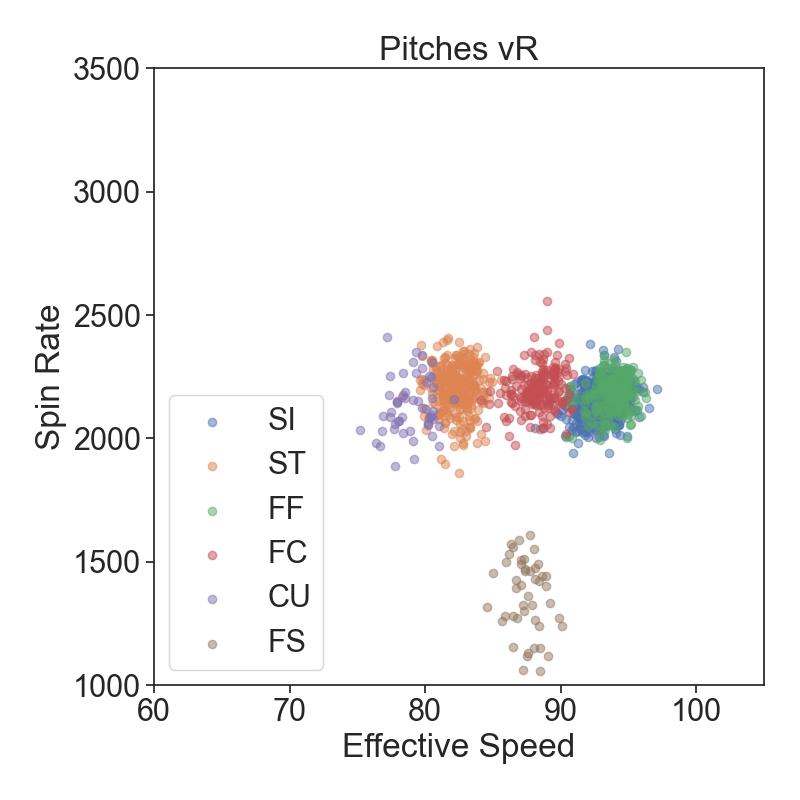 Pitches vR
3500
3000
2500
2000
1500
1000
Spin Rate
SI
ST
FF
FC
CU
FS
60 70 80 90 100
Effective Speed